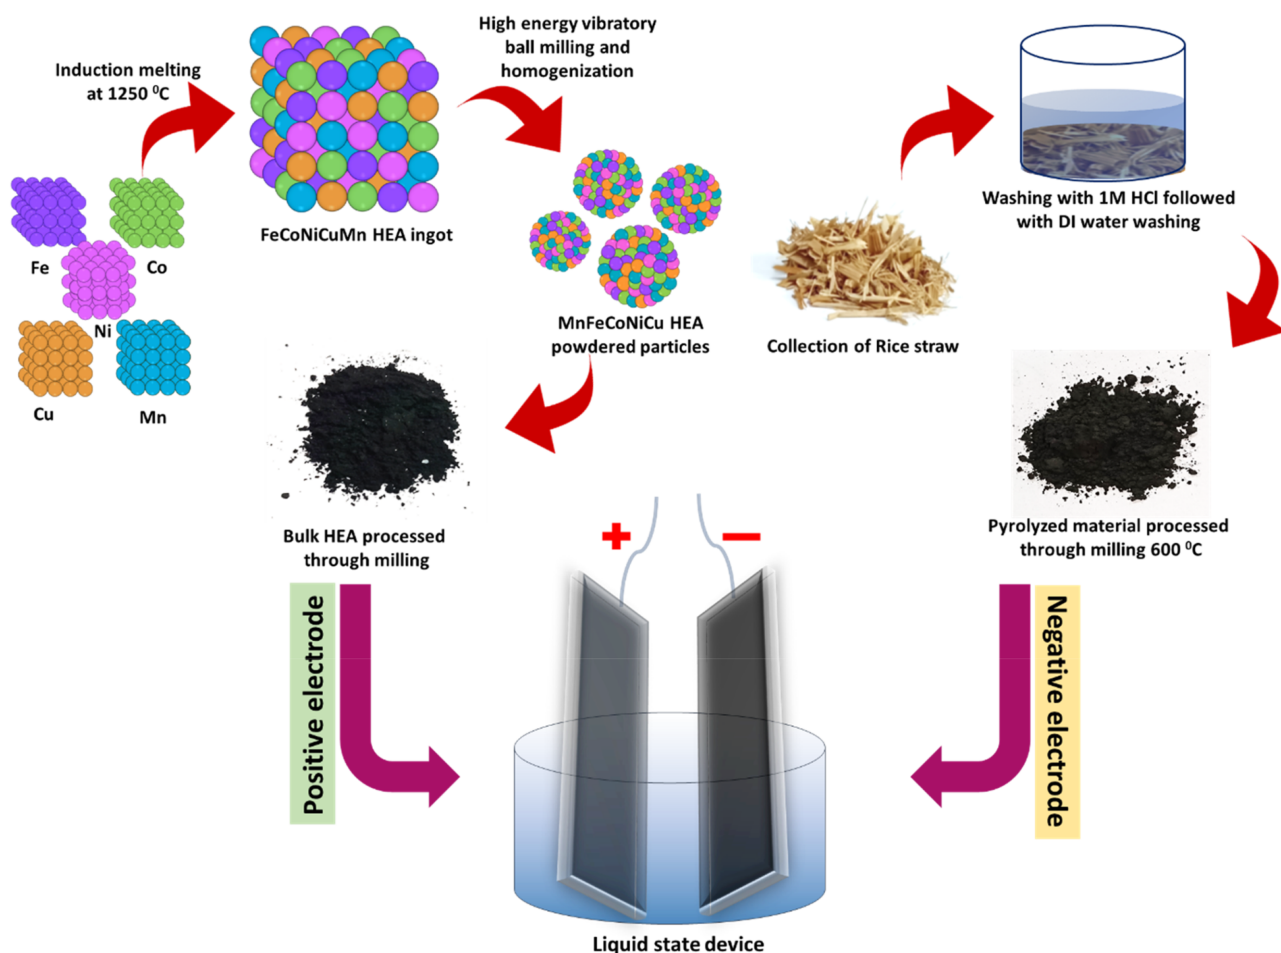 Induction melting
at 1250 ⁰C
High energy vibratory
ball milling and
homogenization
Fe
Co
Ni
Cu
Mn
FeCoNiCuMn HEA ingot
MnFeCoNiCu HEA
powdered particles
Collection of Rice straw
Washing with 1M HCl followed
with DI water washing
Bulk HEA processed
through milling
Pyrolyzed material processed
through milling 600 ⁰C
+
−
Positive electrode
Negative electrode
Liquid state device